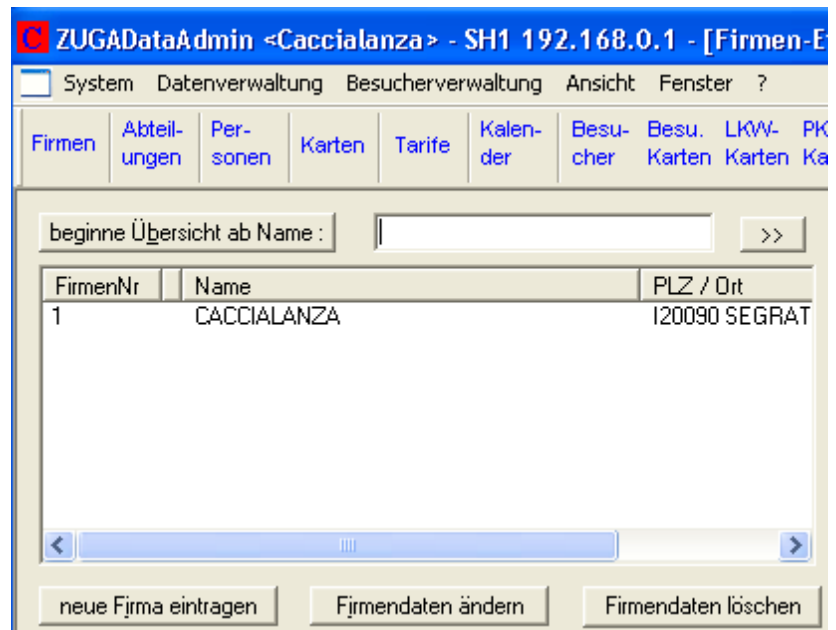 C ZUGADataAdmin <Caccialanza> - SH1 192.168.0.1 - [Firmen-E
System Datenverwaltung Besucherverwaltung Ansicht Fenster ?
Firmen Abteil- Per- Karten Tarife Kalen- Besu- Besu. LKW- PK
ungen sonen der cher Karten Karten Ka
beginne Übersicht ab Name : >>
FirmenNr Name PLZ / Ort
1 CACCIALANZA I20090 SEGRAT
neue Firma eintragen Firmendaten ändern Firmendaten löschen